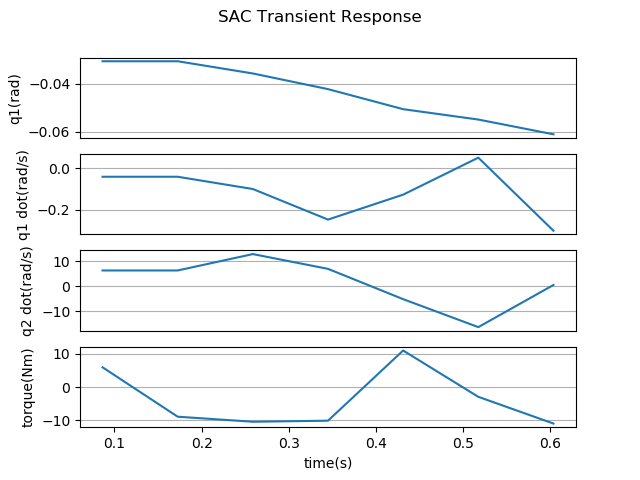 SAC Transient Response
q1(rad)
−0.04
−0.06
q1 dot(rad/s)
0.0
−0.2
q2 dot(rad/s)
10
0
−10
torque(Nm)
10
0
−10
0.1 0.2 0.3 0.4 0.5 0.6
time(s)